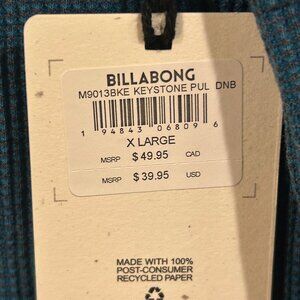 BILLABONG
M9013BKE KEYSTONE PUL DNB
1 94843 06809 6
X LARGE
MSRP $49.95 CAD
MSRP $39.95 USD
MADE WITH 100%
POST-CONSUMER
RECYCLED PAPER